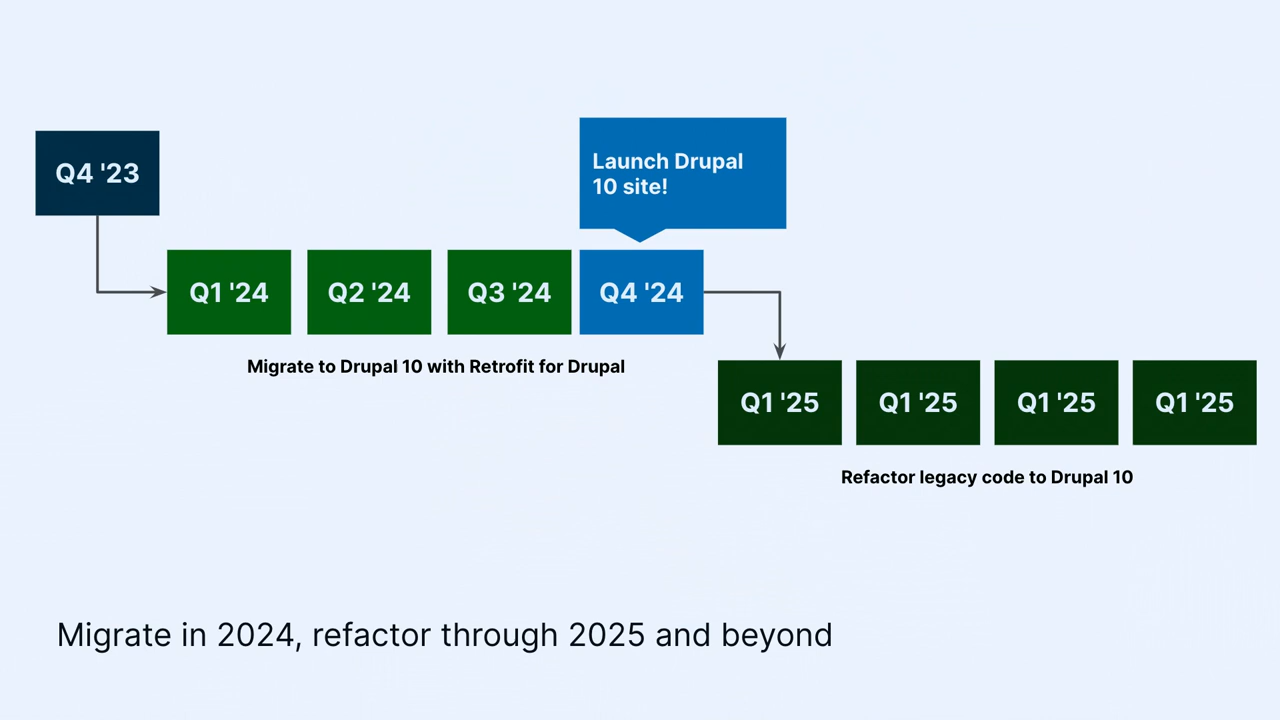 Q4 '23
Launch Drupal
10 site!
Q1 '24
Q2 '24
Q3 '24
Q4 '24
Migrate to Drupal 10 with Retrofit for Drupal
Q1 '25
Q1 '25
Q1 '25
Q1 '25
Refactor legacy code to Drupal 10
Migrate in 2024, refactor through 2025 and beyond